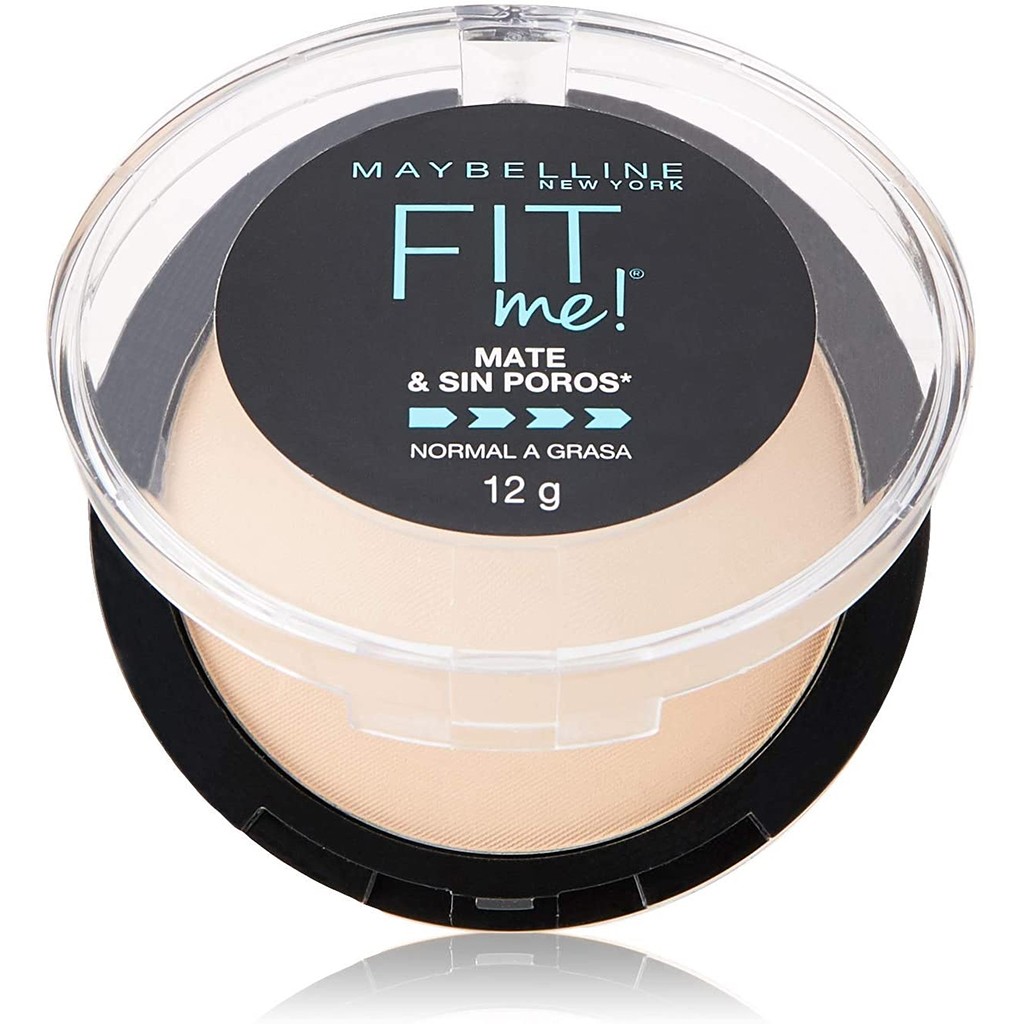 MAYBELLINE
NEW YORK
FIT
me!®
MATE
& SIN POROS*
NORMAL A GRASA
12 g